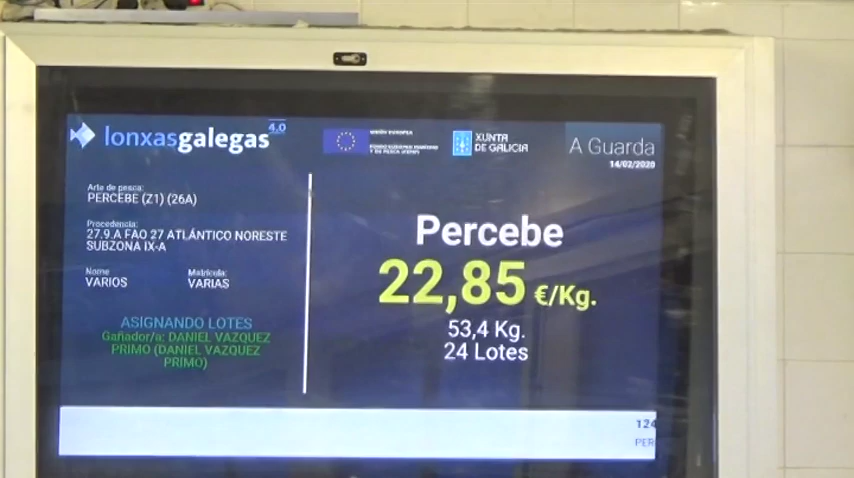 lonxasgalegas 4.0
UNIÓN EUROPEA
XUNTA
DE GALICIA
A Guarda
14/02/2020
Arte de pesca:
PERCEBE (Z1) (26A)
Procedencia:
27.9.A FAO 27 ATLÁNTICO NORESTE
SUBZONA IX-A
Nome
VARIOS
Matrícula:
VARIAS
ASIGNANDO LOTES
Gañador/a: DANIEL VAZQUEZ
PRIMO (DANIEL VAZQUEZ
PRIMO)
Percebe
22,85 €/Kg.
53,4 Kg.
24 Lotes
124
PER